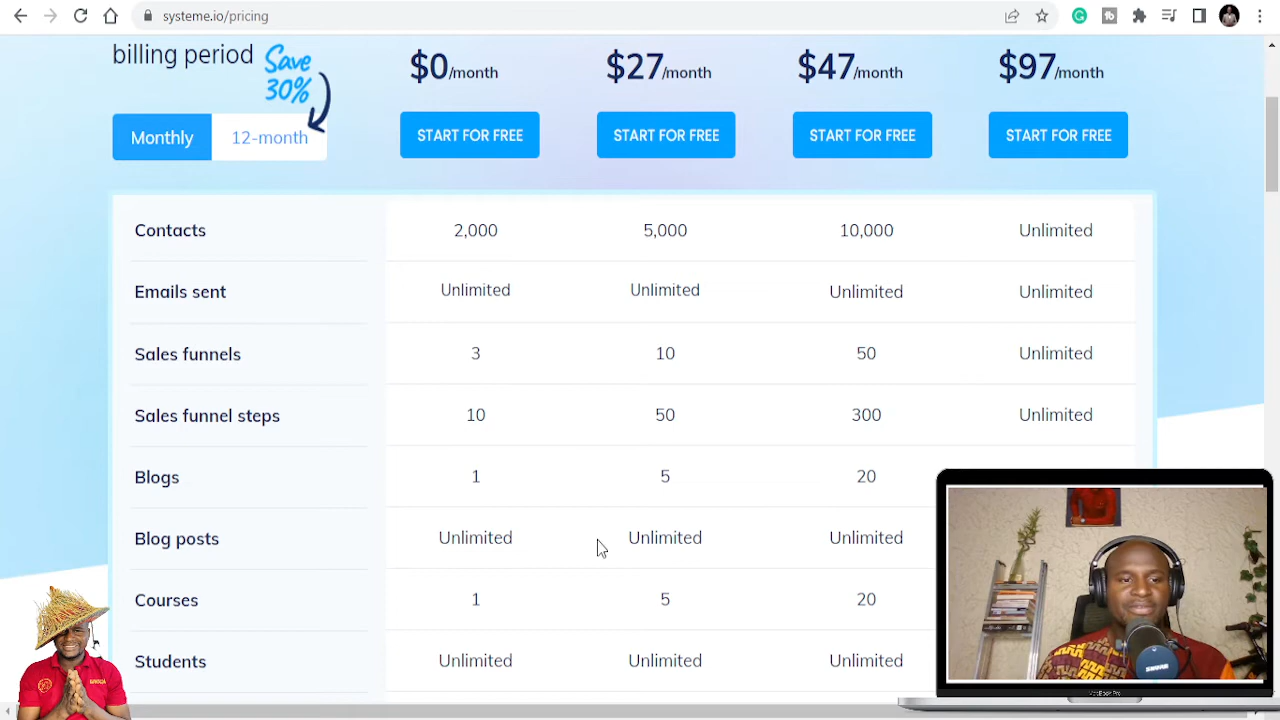 systeme.io/pricing
billing period
Save
30%
$0/month
$27/month
$47/month
$97/month
Monthly
12-month
START FOR FREE
START FOR FREE
START FOR FREE
START FOR FREE
Contacts
2,000
5,000
10,000
Unlimited
Emails sent
Unlimited
Unlimited
Unlimited
Unlimited
Sales funnels
3
10
50
Unlimited
Sales funnel steps
10
50
300
Unlimited
Blogs
1
5
20
Blog posts
Unlimited
Unlimited
Unlimited
Courses
1
5
20
Students
Unlimited
Unlimited
Unlimited
MacBook Pro